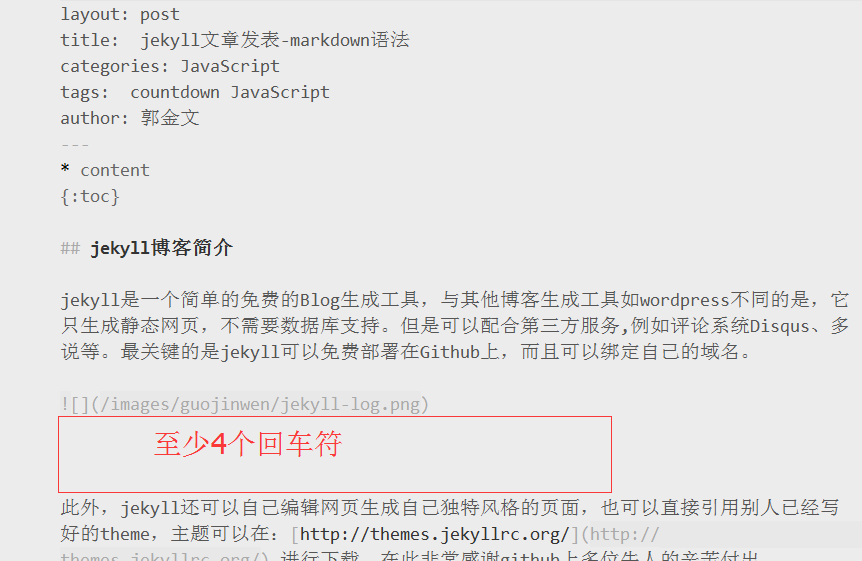 layout: post
title:  jekyll文章发表-markdown语法
categories: JavaScript
tags:  countdown JavaScript
author: 郭金文
---
* content
{:toc}
## jekyll博客简介
jekyll是一个简单的免费的Blog生成工具，与其他博客生成工具如wordpress不同的是，它
只生成静态网页，不需要数据库支持。但是可以配合第三方服务,例如评论系统Disqus、多
说等。最关键的是jekyll可以免费部署在Github上，而且可以绑定自己的域名。
![](/images/guojinwen/jekyll-log.png)
至少4个回车符
此外，jekyll还可以自己编辑网页生成自己独特风格的页面，也可以直接引用别人已经写
好的theme，主题可以在：[http://themes.jekyllrc.org/](http://
themes.jekyllrc.org/) 进行下载，在此非常感谢github上各位牛人的辛苦付出